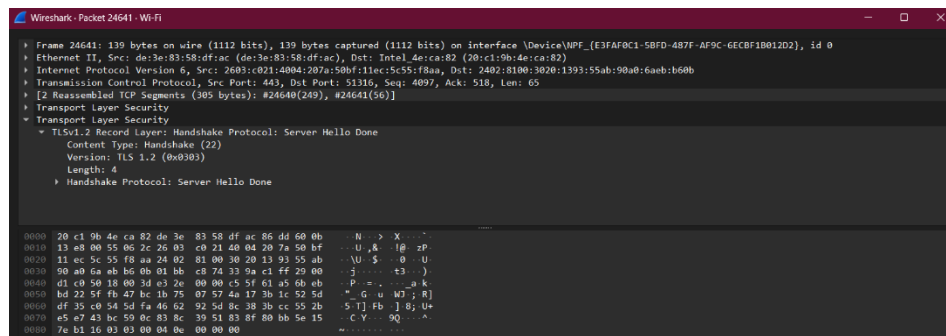 Wireshark · Packet 24641 · Wi-Fi
Frame 24641: 139 bytes on wire (1112 bits), 139 bytes captured (1112 bits) on interface \Device\NPF_{E3FAF0C1-5BFD-487F-AF9C-6ECBF1B012D2}, id 0
Ethernet II, Src: de:3e:83:58:df:ac (de:3e:83:58:df:ac), Dst: Intel_4e:ca:82 (20:c1:9b:4e:ca:82)
Internet Protocol Version 6, Src: 2603:c021:4004:207a:50bf:11ec:5c55:f8aa, Dst: 2402:8100:3020:1393:55ab:90a0:6aeb:b60b
Transmission Control Protocol, Src Port: 443, Dst Port: 51316, Seq: 4097, Ack: 518, Len: 65
[2 Reassembled TCP Segments (305 bytes): #24640(249), #24641(56)]
Transport Layer Security
Transport Layer Security
TLSv1.2 Record Layer: Handshake Protocol: Server Hello Done
Content Type: Handshake (22)
Version: TLS 1.2 (0x0303)
Length: 4
Handshake Protocol: Server Hello Done
0000 20 c1 9b 4e ca 82 de 3e 83 58 df ac 86 dd 60 0b ···N···> ·X····`·
0010 13 e8 00 55 06 2c 26 03 c0 21 40 04 20 7a 50 bf ···U·,&· ·!@· zP·
0020 11 ec 5c 55 f8 aa 24 02 81 00 30 20 13 93 55 ab ··\U··$· ··0 ··U·
0030 90 a0 6a eb b6 0b 01 bb c8 74 33 9a c1 ff 29 00 ··j····· ·t3···)·
0040 d1 c0 50 18 00 3d e3 2e 00 00 c5 5f 61 a5 6b eb ··P··=·. ···_a·k·
0050 bd 22 5f fb 47 bc 1b 75 07 57 4a 17 3b 1c 52 5d ·"_·G··u ·WJ·;·R]
0060 df 35 c0 54 5d fa 46 62 92 5d 8c 38 3b cc 55 2b ·5·T]·Fb ·]·8;·U+
0070 e5 e7 43 bc 59 0c 83 8c 39 51 83 8f 80 bb 5e 15 ··C·Y··· 9Q····^·
0080 7e b1 16 03 03 00 04 0e 00 00 00 ~······· ···